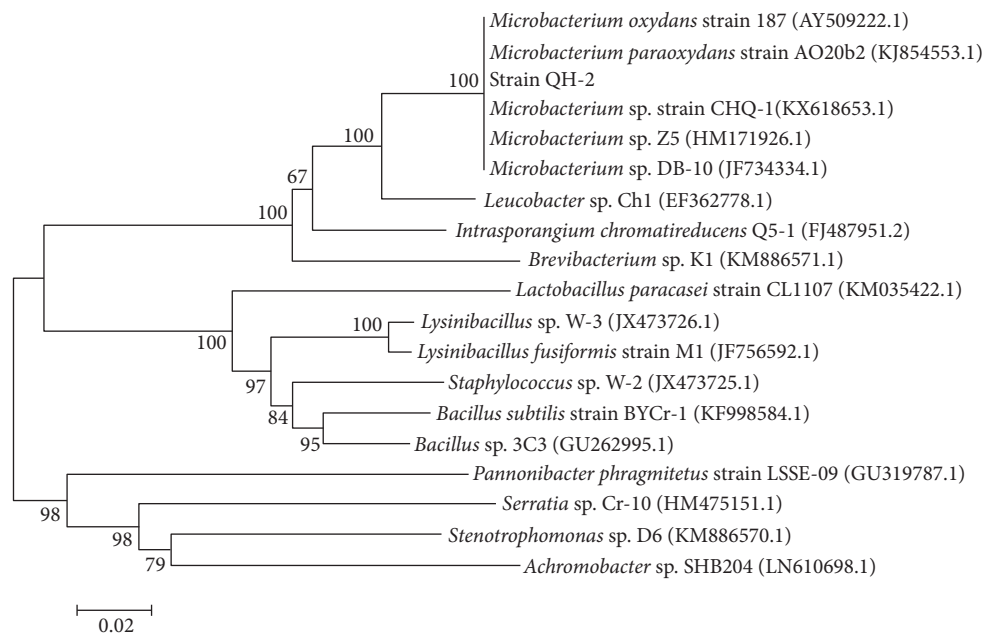 Microbacterium oxydans strain 187 (AY509222.1)
Microbacterium paraoxydans strain AO20b2 (KJ854553.1)
100 Strain QH-2
Microbacterium sp. strain CHQ-1(KX618653.1)
100 Microbacterium sp. Z5 (HM171926.1)
Microbacterium sp. DB-10 (JF734334.1)
67
Leucobacter sp. Ch1 (EF362778.1)
100
Intrasporangium chromatireducens Q5-1 (FJ487951.2)
Brevibacterium sp. K1 (KM886571.1)
Lactobacillus paracasei strain CL1107 (KM035422.1)
100 Lysinibacillus sp. W-3 (JX473726.1)
100
Lysinibacillus fusiformis strain M1 (JF756592.1)
97
Staphylococcus sp. W-2 (JX473725.1)
84
Bacillus subtilis strain BYCr-1 (KF998584.1)
95 Bacillus sp. 3C3 (GU262995.1)
Pannonibacter phragmitetus strain LSSE-09 (GU319787.1)
98
Serratia sp. Cr-10 (HM475151.1)
98
Stenotrophomonas sp. D6 (KM886570.1)
79
Achromobacter sp. SHB204 (LN610698.1)
0.02